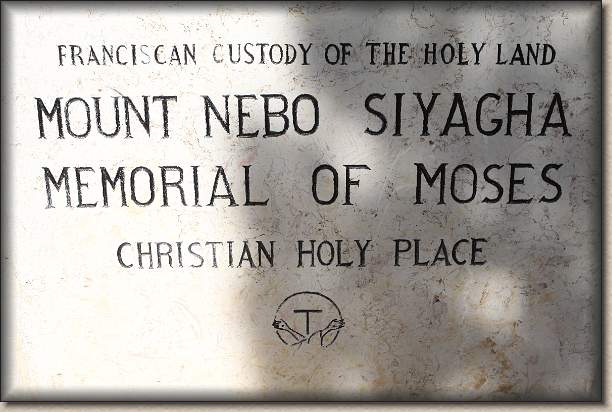 FRANCISCAN CUSTODY OF THE HOLY LAND
MOUNT NEBO SIYAGHA
MEMORIAL OF MOSES
CHRISTIAN HOLY PLACE
T